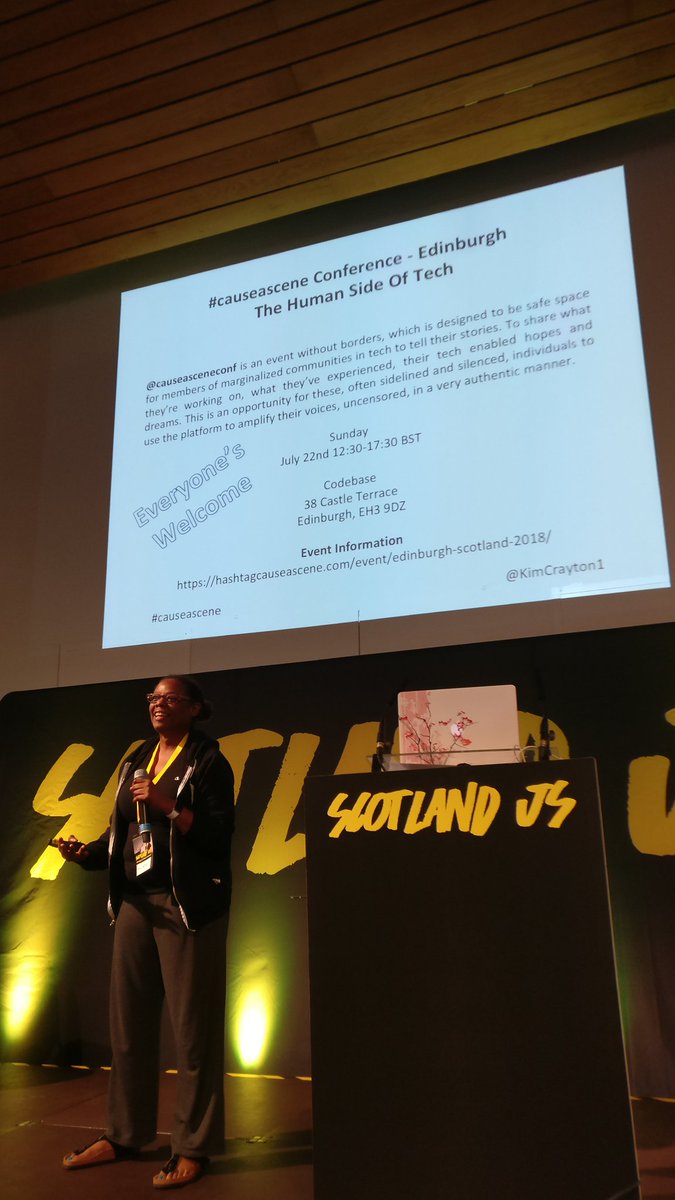 #causeascene Conference - Edinburgh
The Human Side Of Tech
@causeasceneconf is an event without borders, which is designed to be safe space
for members of marginalized communities in tech to tell their stories. To share what
they're working on, what they've experienced, their tech enabled hopes and
dreams. This is an opportunity for these, often sidelined and silenced, individuals to
use the platform to amplify their voices, uncensored, in a very authentic manner.
Everyone's
Welcome
Sunday
July 22nd 12:30-17:30 BST
Codebase
38 Castle Terrace
Edinburgh, EH3 9DZ
Event Information
https://hashtagcauseascene.com/event/edinburgh-scotland-2018/
@KimCrayton1
#causeascene
SCOTLAND JS